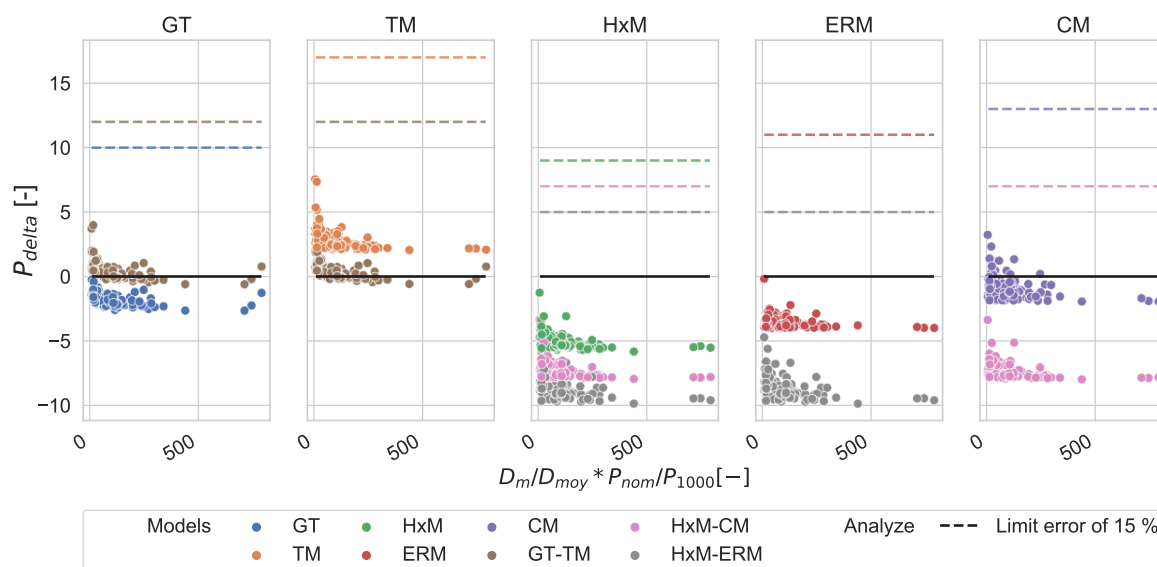 GT TM HxM ERM CM
15
10
5
0
−5
−10
P_delta [-]
0 500 0 500 0 500 0 500 0 500
D_m/D_moy * P_nom/P_1000[−]
Models GT HxM CM HxM-CM Analyze Limit error of 15 %
TM ERM GT-TM HxM-ERM